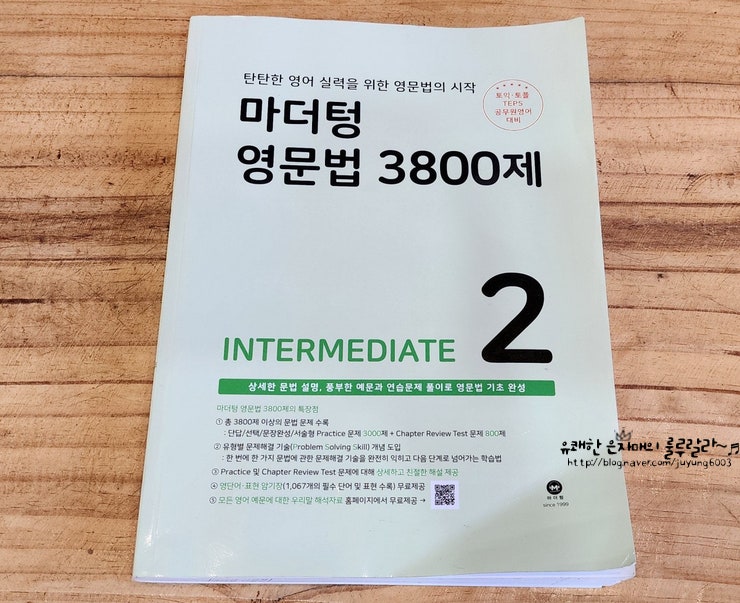 탄탄한 영어 실력을 위한 영문법의 시작
토익·토플
TEPS
공무원영어
대비
마더텅
영문법 3800제
INTERMEDIATE 2
상세한 문법 설명, 풍부한 예문과 연습문제 풀이로 영문법 기초 완성
마더텅 영문법 3800제의 특장점
① 총 3800제 이상의 문법 문제 수록
: 단답/선택/문장완성/서술형 Practice 문제 3000제 + Chapter Review Test 문제 800제
② 유형별 문제해결 기술(Problem Solving Skill) 개념 도입
: 한 번에 한 가지 문법에 관한 문제해결 기술을 완전히 익히고 다음 단계로 넘어가는 학습법
③ Practice 및 Chapter Review Test 문제에 대해 상세하고 친절한 해설 제공
④ 영단어·표현 암기장(1,067개의 필수 단어 및 표현 수록) 무료제공
⑤ 모든 영어 예문에 대한 우리말 해석자료 홈페이지에서 무료제공 →
마더텅
since 1999
유쾌한 은자매의 룰루랄라~♬
http://blog.naver.com/juyung6003